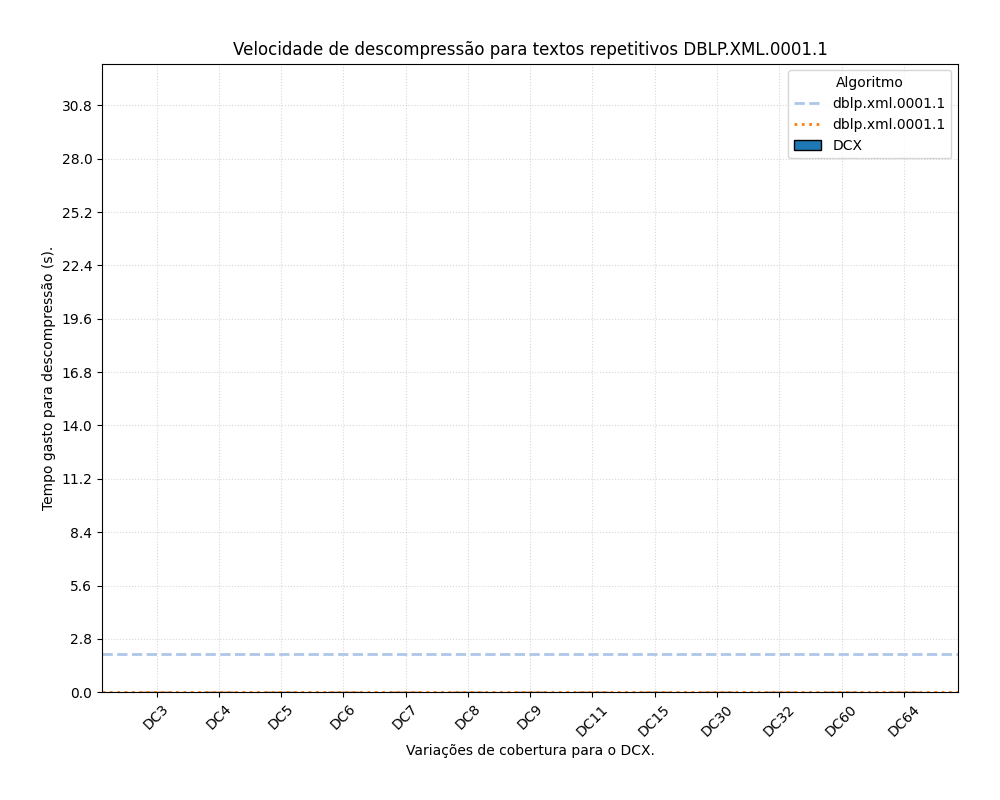 Velocidade de descompressão para textos repetitivos DBLP.XML.0001.1
Algoritmo
dblp.xml.0001.1
dblp.xml.0001.1
DCX
Tempo gasto para descompressão (s).
30.8
28.0
25.2
22.4
19.6
16.8
14.0
11.2
8.4
5.6
2.8
0.0
DC3
DC4
DC5
DC6
DC7
DC8
DC9
DC11
DC15
DC30
DC32
DC60
DC64
Variações de cobertura para o DCX.